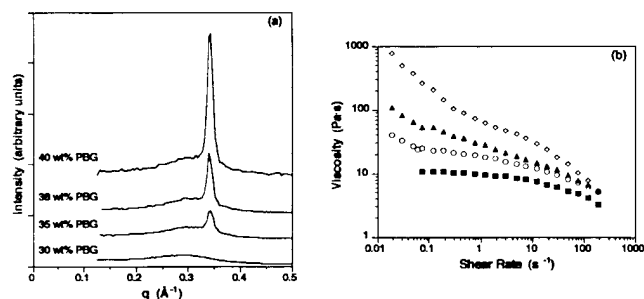 (a)
Intensity (arbitrary units)
40 wt% PBG
38 wt% PBG
35 wt% PBG
30 wt% PBG
0 0.1 0.2 0.3 0.4 0.5
q (Å⁻¹)
(b)
Viscosity (Pa·s)
1000
100
10
1
0.01 0.1 1 10 100 1000
Shear Rate (s⁻¹)